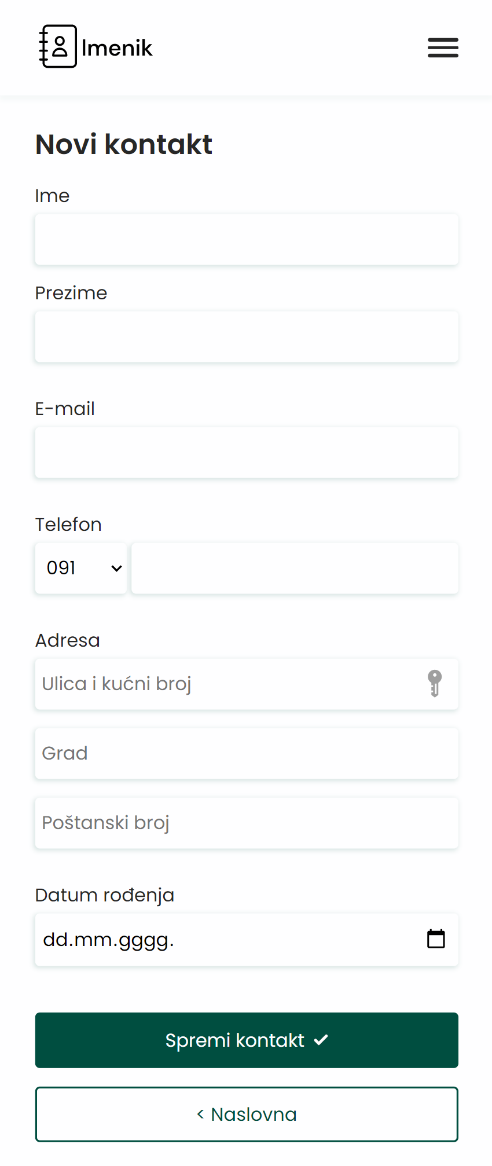 Imenik
Novi kontakt
Ime
Prezime
E-mail
Telefon
091
Adresa
Ulica i kućni broj
Grad
Poštanski broj
Datum rođenja
dd.mm.gggg.
Spremi kontakt ✓
< Naslovna